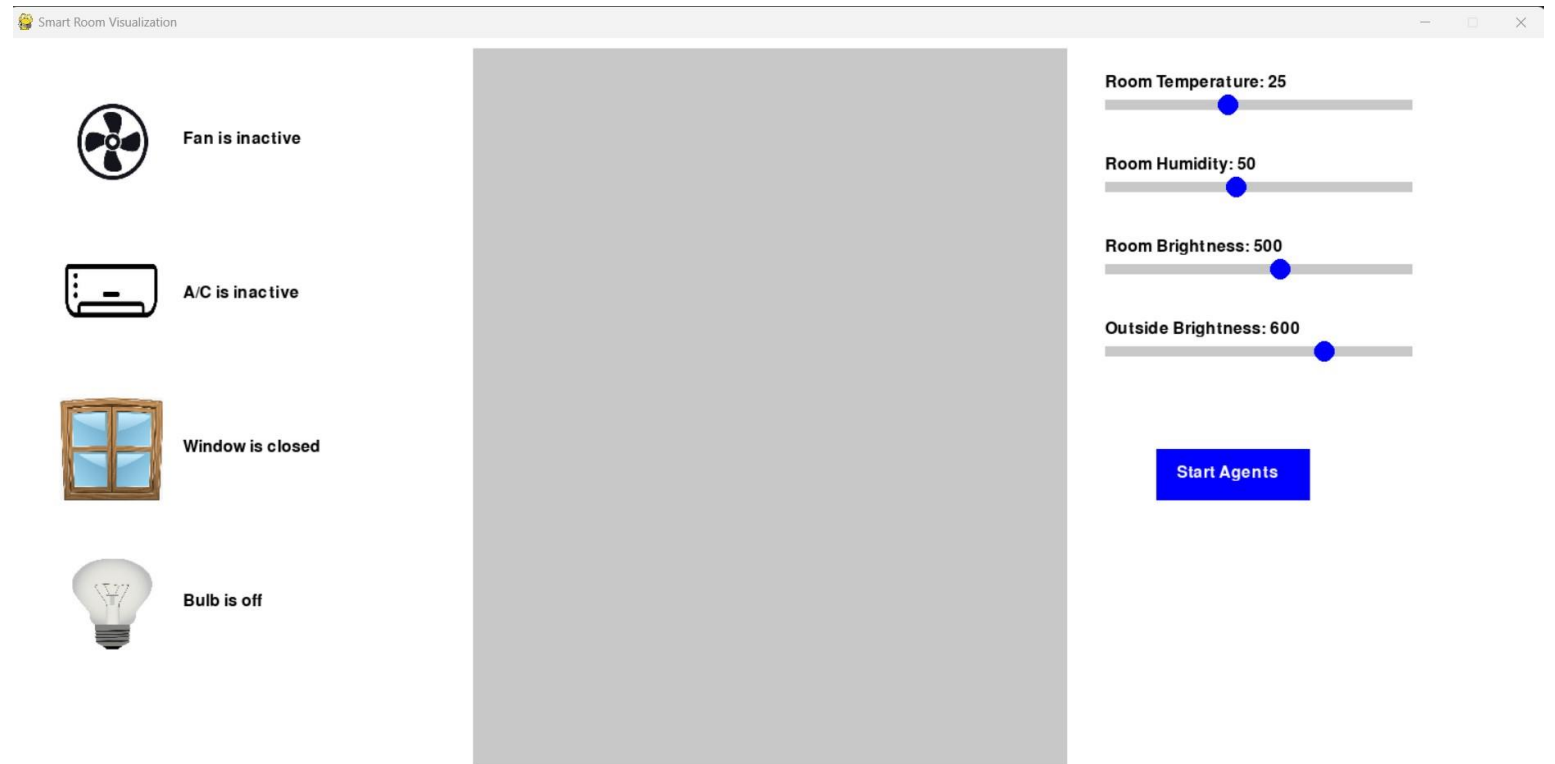 Smart Room Visualization
Fan is inactive
A/C is inactive
Window is closed
Bulb is off
Room Temperature: 25
Room Humidity: 50
Room Brightness: 500
Outside Brightness: 600
Start Agents